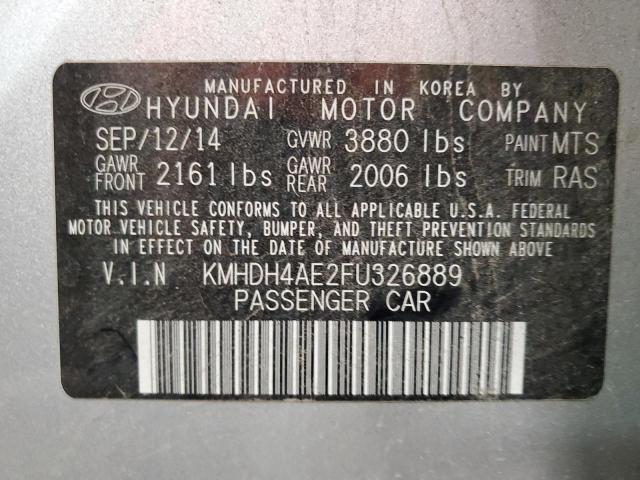 MANUFACTURED IN KOREA BY
HYUNDAI MOTOR COMPANY
SEP/12/14 GVWR 3880 lbs PAINT MTS
GAWR FRONT 2161 lbs GAWR REAR 2006 lbs TRIM RAS
THIS VEHICLE CONFORMS TO ALL APPLICABLE U.S.A. FEDERAL
MOTOR VEHICLE SAFETY, BUMPER, AND THEFT PREVENTION STANDARDS
IN EFFECT ON THE DATE OF MANUFACTURE SHOWN ABOVE
V.I.N KMHDH4AE2FU326889
PASSENGER CAR